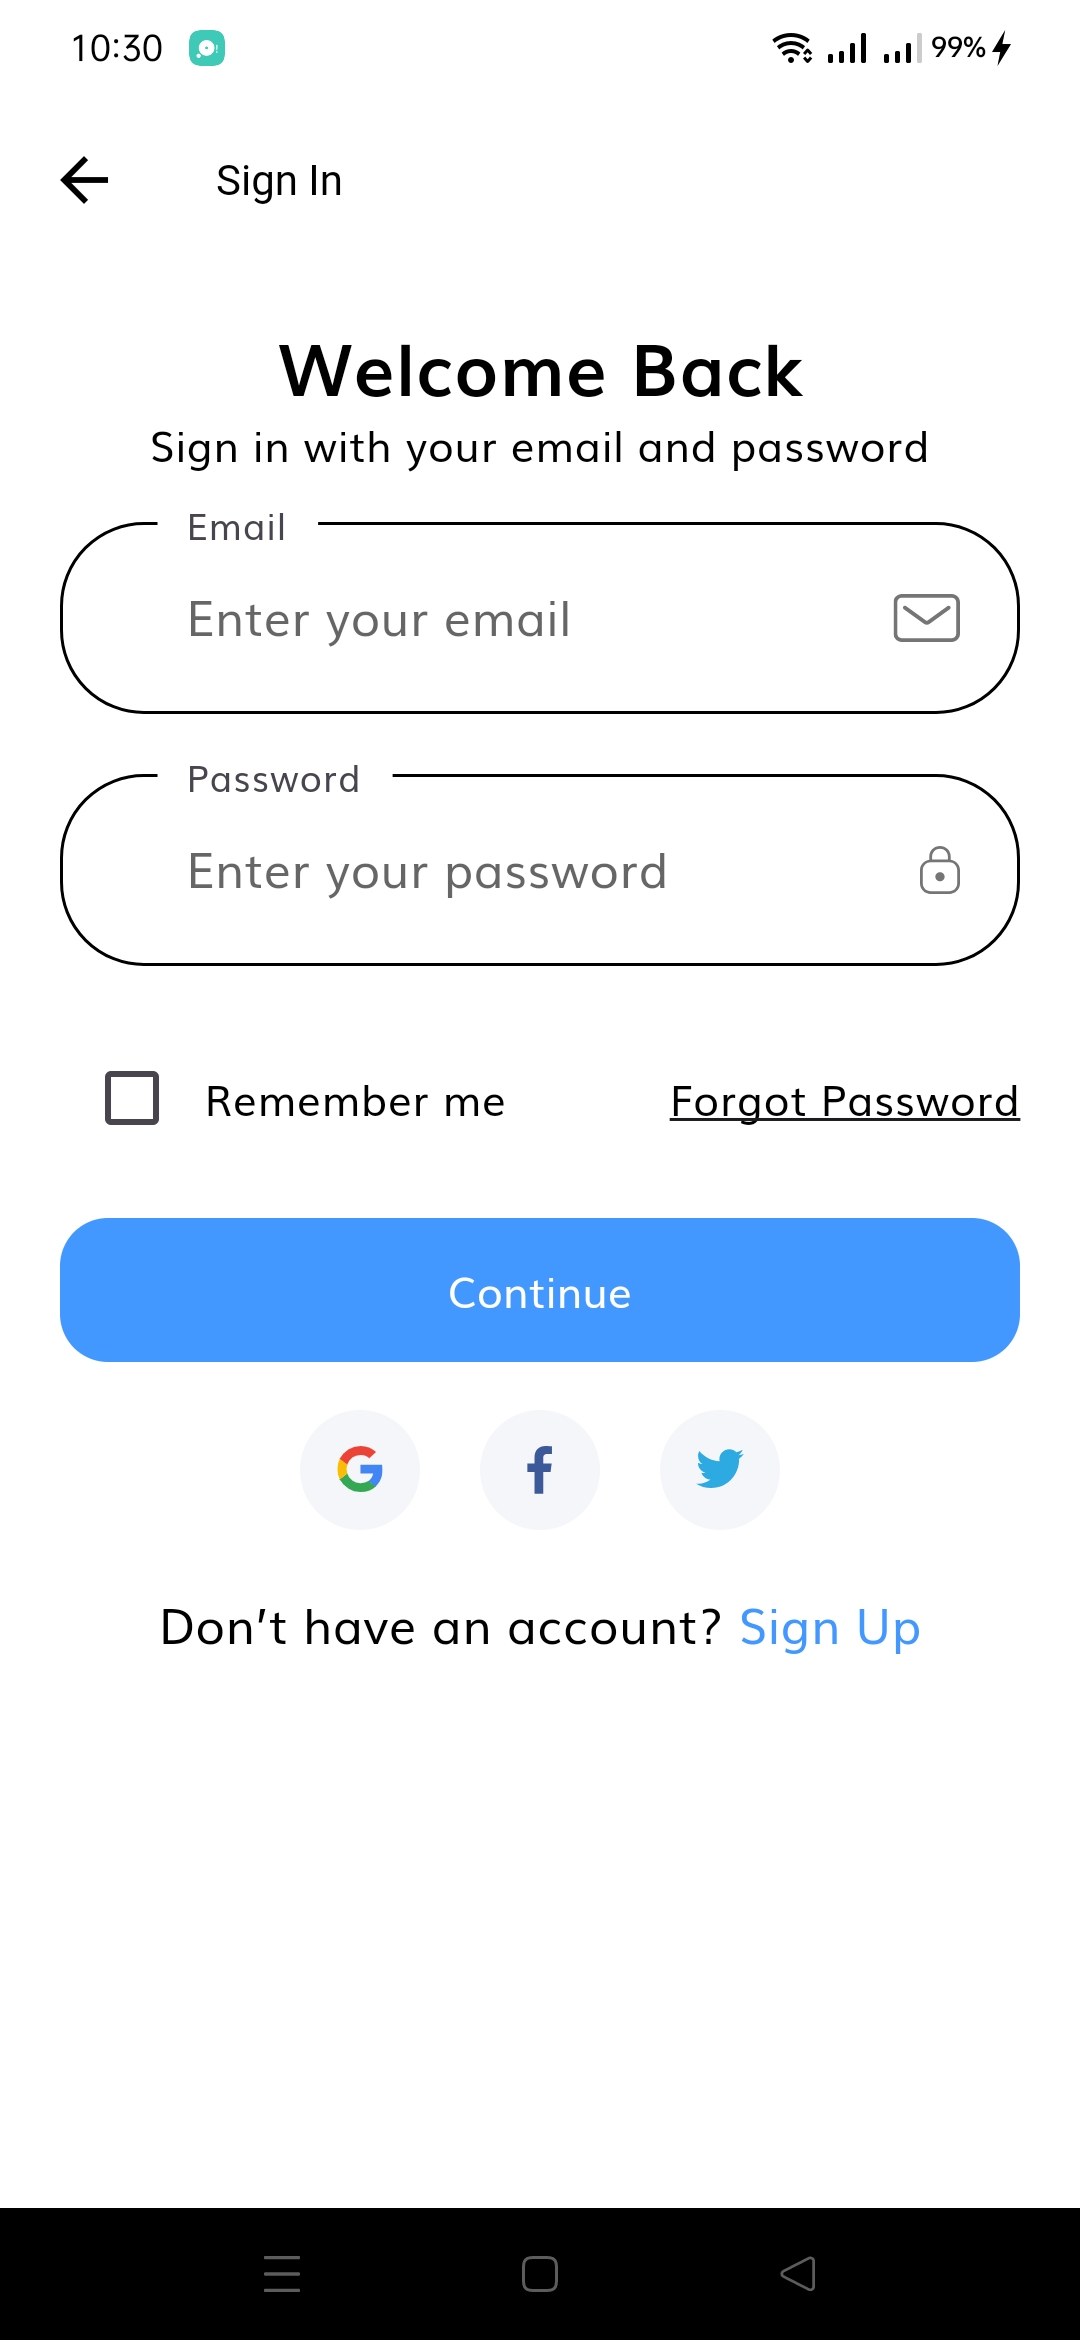 10:30
99%
Sign In
Welcome Back
Sign in with your email and password
Email
Enter your email
Password
Enter your password
Remember me
Forgot Password
Continue
Don't have an account? Sign Up